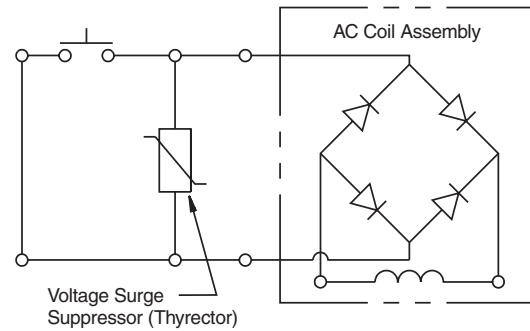 AC Coil Assembly
Voltage Surge
Suppressor (Thyrector)